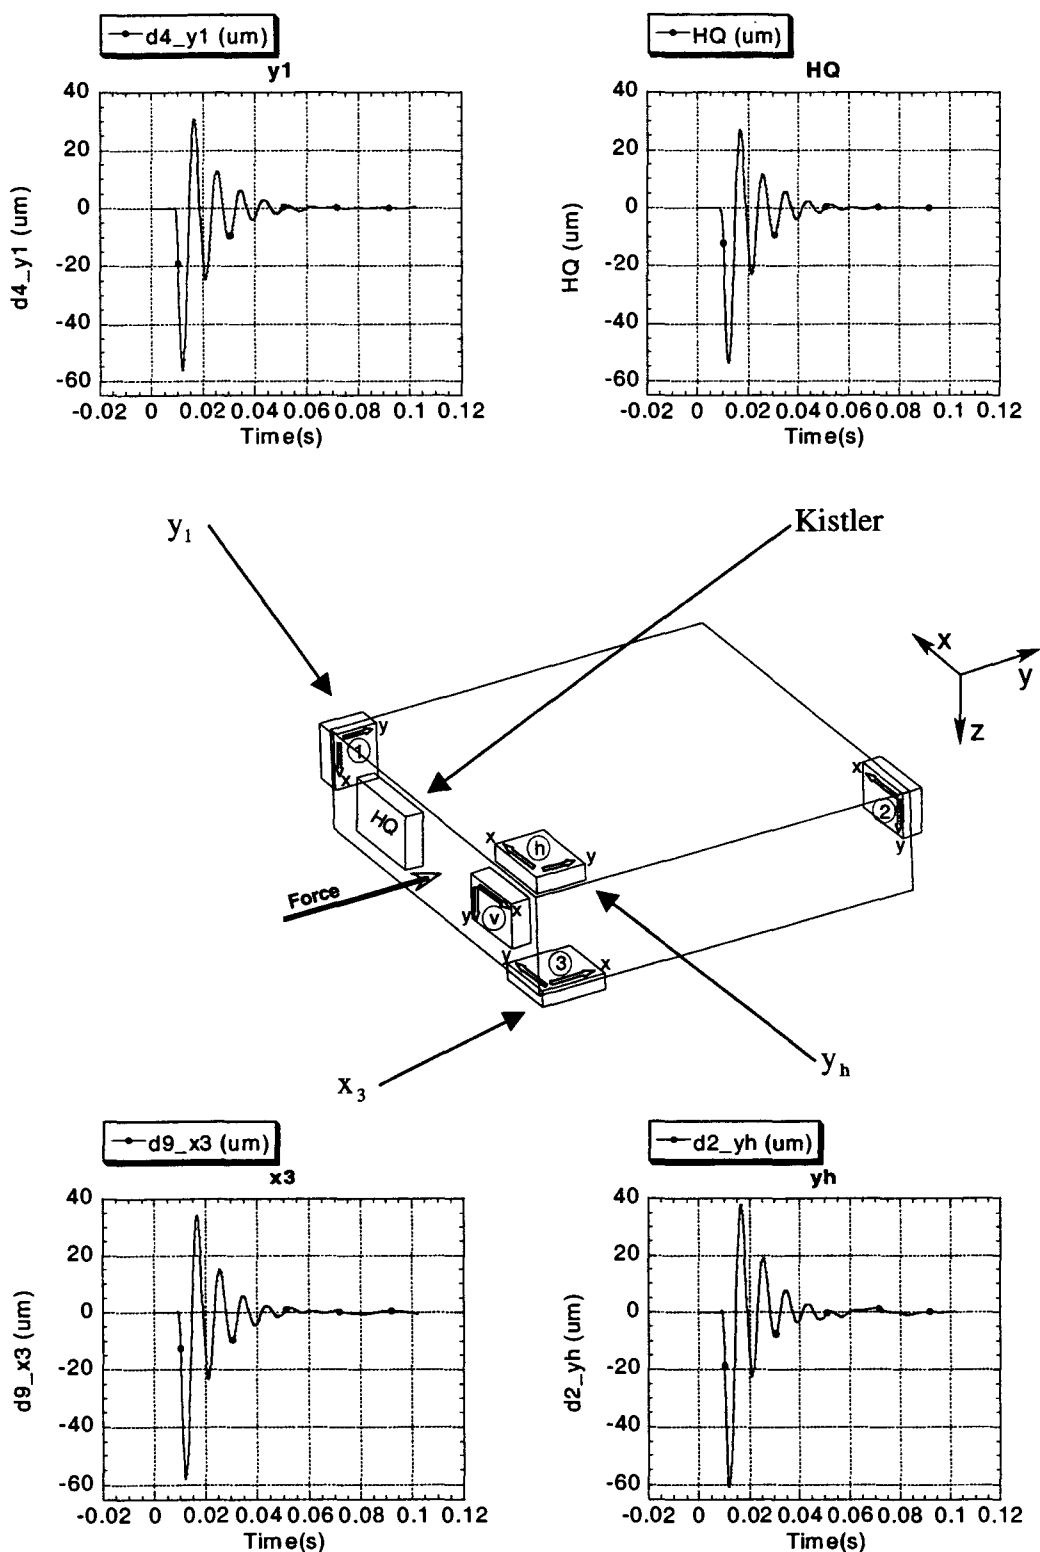 d4_y1 (um)
y1
40
20
0
-20
-40
-60
d4_y1 (um)
-0.02 0 0.02 0.04 0.06 0.08 0.1 0.12
Time(s)
HQ (um)
HQ
40
20
0
-20
-40
-60
HQ (um)
-0.02 0 0.02 0.04 0.06 0.08 0.1 0.12
Time(s)
y1
Kistler
x
y
z
y
1
x
HQ
x
2
y
x
h
y
Force
y
v
x
y
3
x
x3
yh
d9_x3 (um)
x3
40
20
0
-20
-40
-60
d9_x3 (um)
-0.02 0 0.02 0.04 0.06 0.08 0.1 0.12
Time(s)
d2_yh (um)
yh
40
20
0
-20
-40
-60
d2_yh (um)
-0.02 0 0.02 0.04 0.06 0.08 0.1 0.12
Time(s)